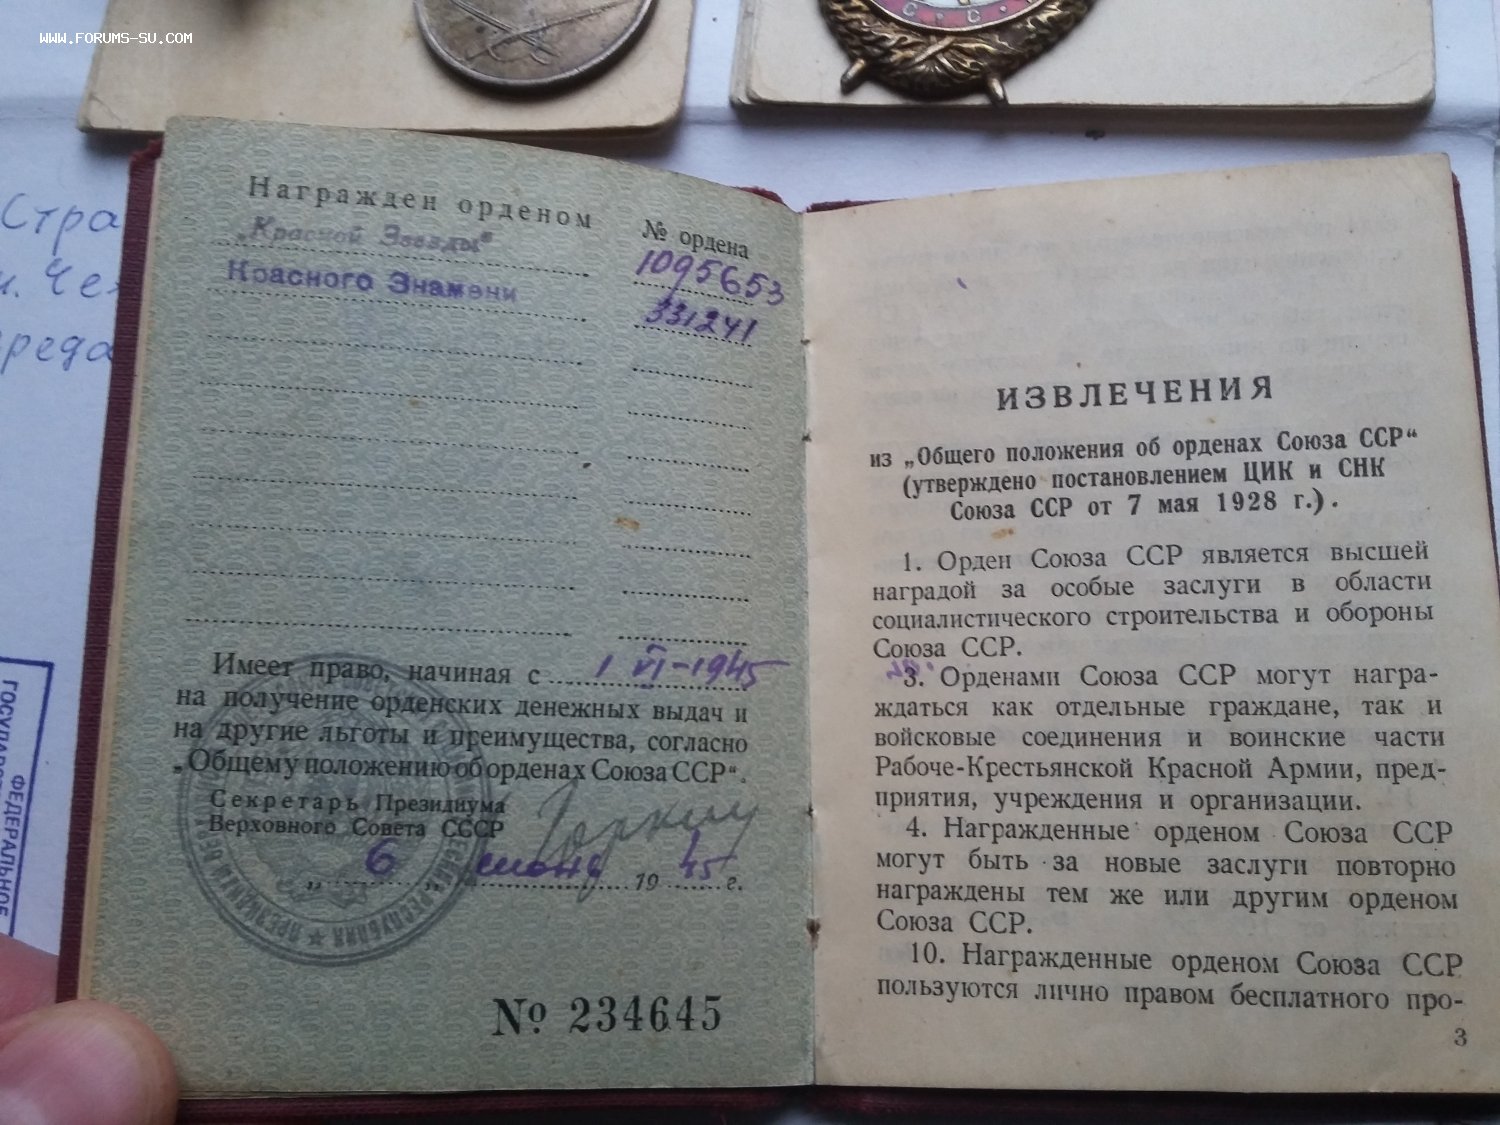 WWW.FORUMS-SU.COM
С. С.
Стра
и. Че
реда
Награжден орденом
№ ордена
„Красной Звезды“
1095653
Красного Знамени
331241
Имеет право, начиная с 1 VI-1945
на получение орденских денежных выдач и
на другие льготы и преимущества, согласно
„Общему положению об орденах Союза ССР“.
Секретарь Президиума
Верховного Совета СССР
„ 6 „ июня 19 45 г.
№ 234645
ФЕДЕРАЛЬНОЕ
ИЗВЛЕЧЕНИЯ
из „Общего положения об орденах Союза ССР“
(утверждено постановлением ЦИК и СНК
Союза ССР от 7 мая 1928 г.).
1. Орден Союза ССР является высшей
наградой за особые заслуги в области
социалистического строительства и обороны
Союза ССР.
3. Орденами Союза ССР могут награ-
ждаться как отдельные граждане, так и
войсковые соединения и воинские части
Рабоче-Крестьянской Красной Армии, пред-
приятия, учреждения и организации.
4. Награжденные орденом Союза ССР
могут быть за новые заслуги повторно
награждены тем же или другим орденом
Союза ССР.
10. Награжденные орденом Союза ССР
пользуются лично правом бесплатного про-
3